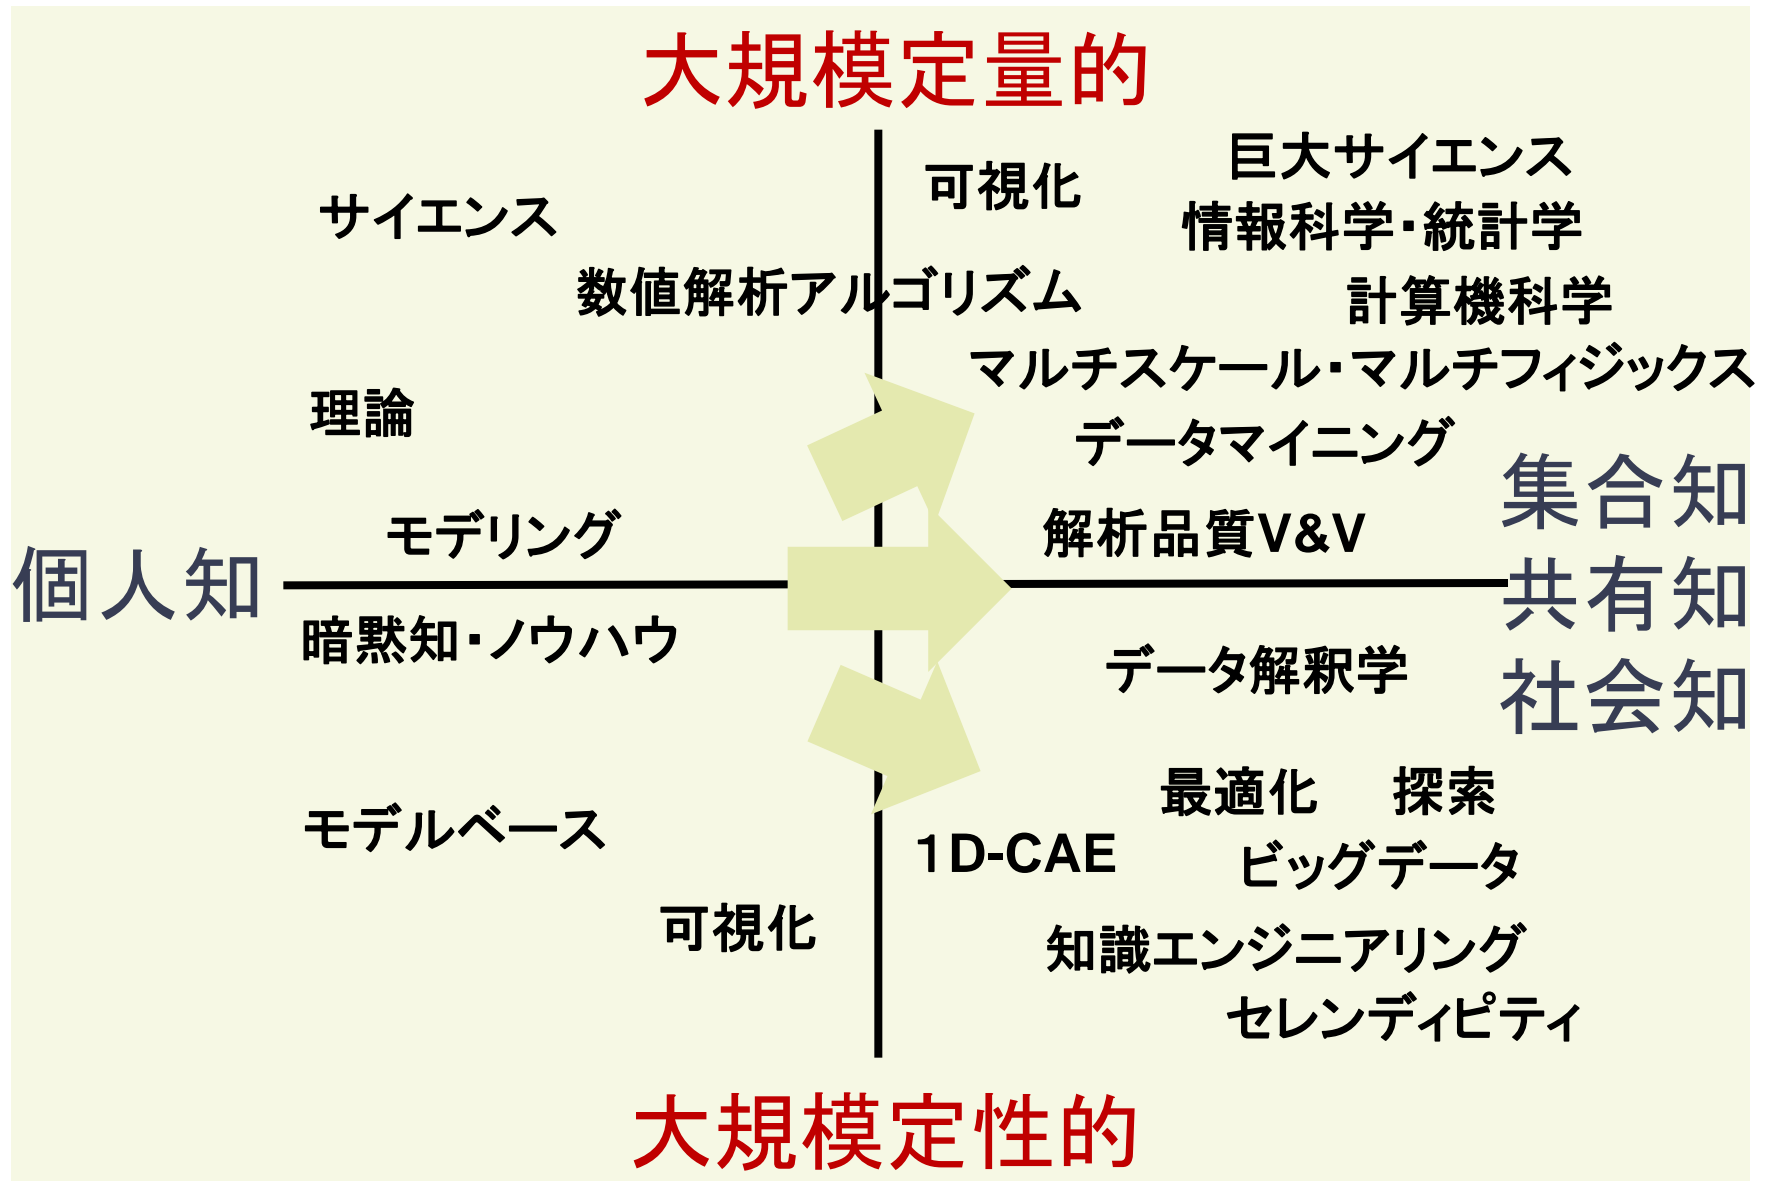 大規模定量的
巨大サイエンス
可視化
サイエンス
情報科学・統計学
数値解析アルゴリズム
計算機科学
マルチスケール・マルチフィジックス
理論
データマイニング
集合知
モデリング
解析品質V&V
個人知
共有知
暗黙知・ノウハウ
データ解釈学
社会知
最適化 探索
モデルベース
1D-CAE
ビッグデータ
可視化
知識エンジニアリング
セレンディピティ
大規模定性的